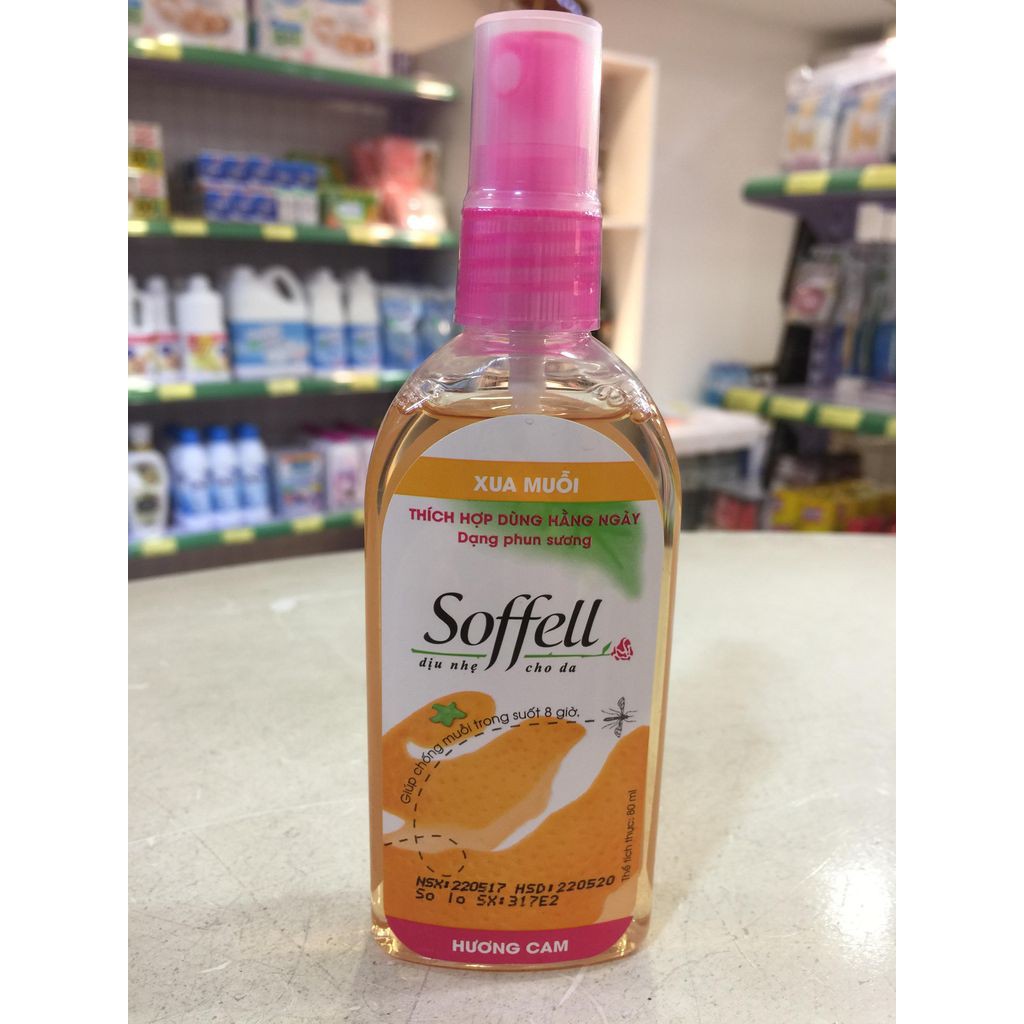 XUA MUỖI
THÍCH HỢP DÙNG HẰNG NGÀY
Dạng phun sương
Soffell
dịu nhẹ cho da
Giúp chống muỗi trong suốt 8 giờ.
Thể tích thực: 80 ml
NSX:220517 HSD:220520
So lo SX:317E2
HƯƠNG CAM